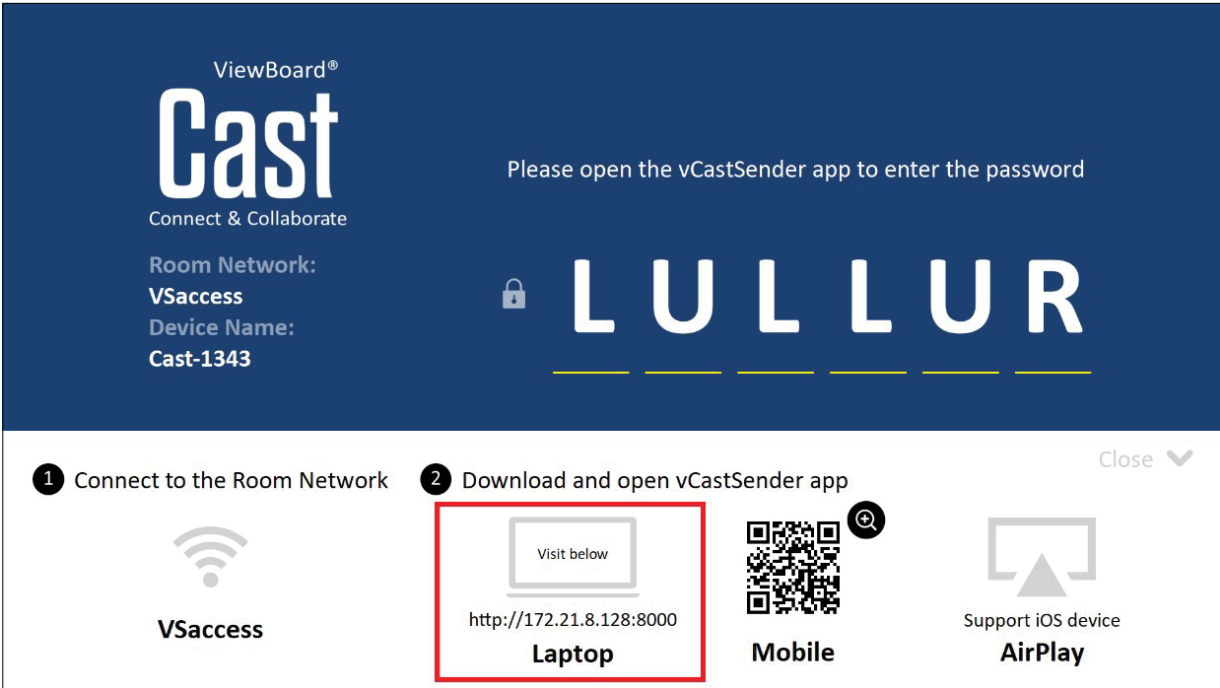 ViewBoard®
Cast
Connect & Collaborate
Room Network:
VSaccess
Device Name:
Cast-1343
Please open the vCastSender app to enter the password
L U L L U R
Close
1 Connect to the Room Network
VSaccess
2 Download and open vCastSender app
Visit below
http://172.21.8.128:8000
Laptop
Mobile
Support iOS device
AirPlay